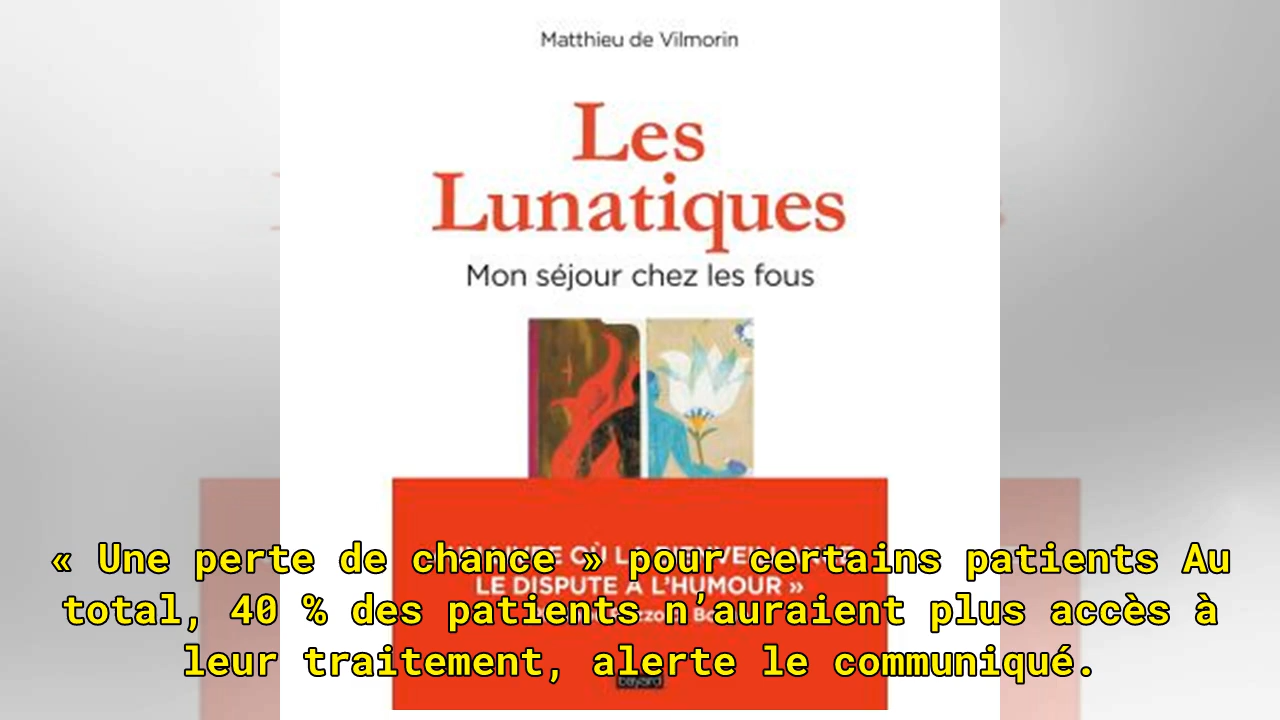 Matthieu de Vilmorin
Les
Lunatiques
Mon séjour chez les fous
« Une perte de chance » pour certains patients Au
LE DISPUTE À L'HUMOUR »
total, 40 % des patients n’auraient plus accès à
leur traitement, alerte le communiqué.
bayard